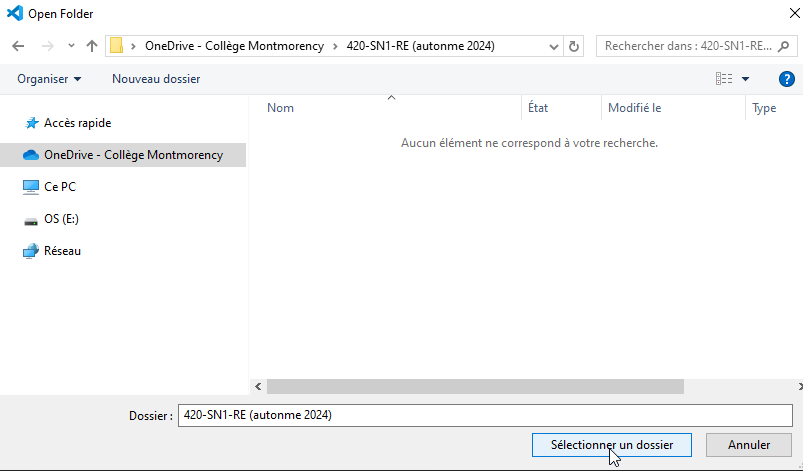 Open Folder
OneDrive - Collège Montmorency > 420-SN1-RE (autonme 2024)
Rechercher dans : 420-SN1-RE...
Organiser
Nouveau dossier
?
Nom
État
Modifié le
Type
Accès rapide
Aucun élément ne correspond à votre recherche.
OneDrive - Collège Montmorency
Ce PC
OS (E:)
Réseau
Dossier : 420-SN1-RE (autonme 2024)
Sélectionner un dossier
Annuler